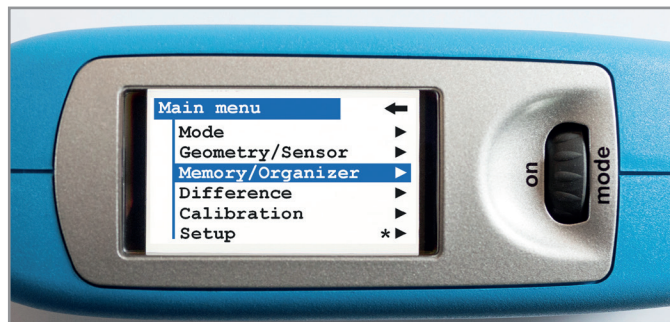 Main menu
Mode
Geometry/Sensor
Memory/Organizer
Difference
Calibration
Setup *
on
mode